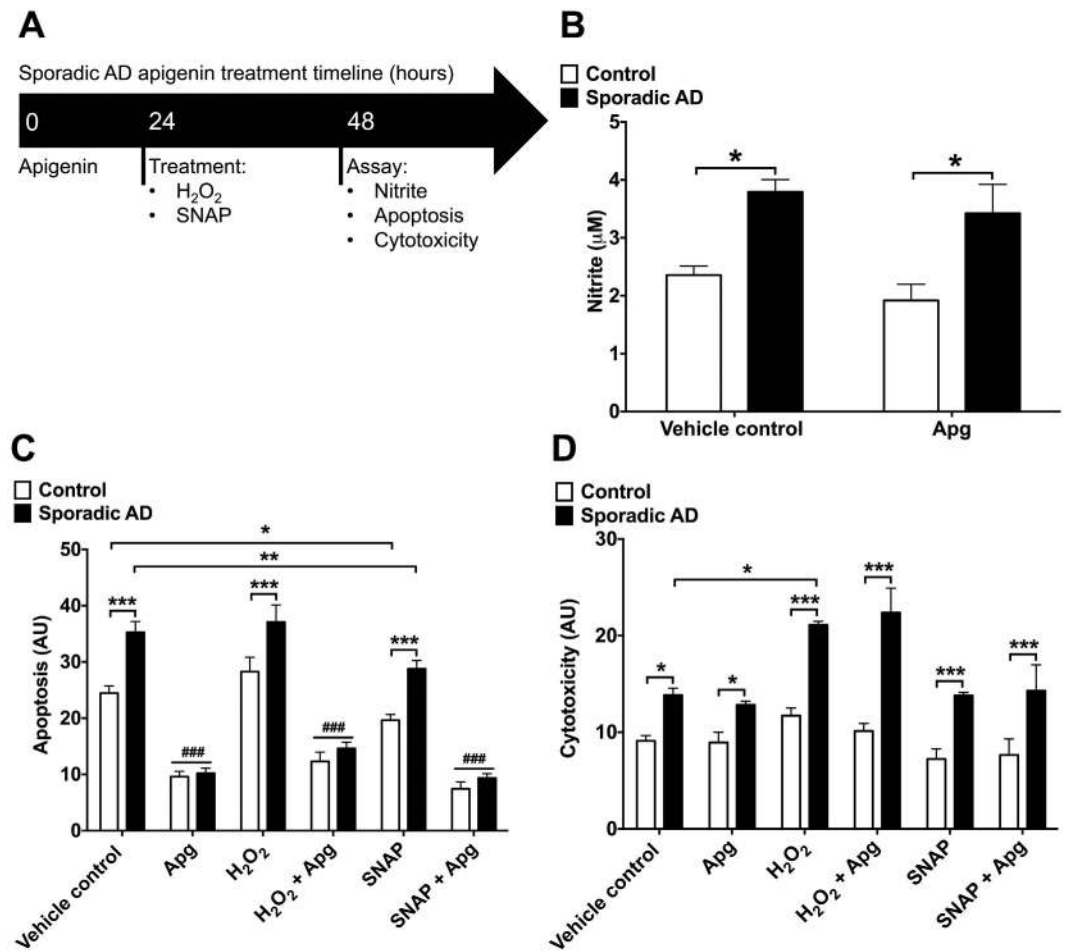 A
Sporadic AD apigenin treatment timeline (hours)
0 24 48
Apigenin
Treatment:
• H₂O₂
• SNAP
Assay:
• Nitrite
• Apoptosis
• Cytotoxicity
B
Control
Sporadic AD
Nitrite (μM)
5
4
3
2
1
0
* *
Vehicle control Apg
C
Control
Sporadic AD
Apoptosis (AU)
50
40
30
20
10
0
*
**
*** *** ***
### ### ###
Vehicle control
Apg
H₂O₂
H₂O₂ + Apg
SNAP
SNAP + Apg
D
Control
Sporadic AD
Cytotoxicity (AU)
30
20
10
0
*
* * *** *** *** ***
Vehicle control
Apg
H₂O₂
H₂O₂ + Apg
SNAP
SNAP + Apg